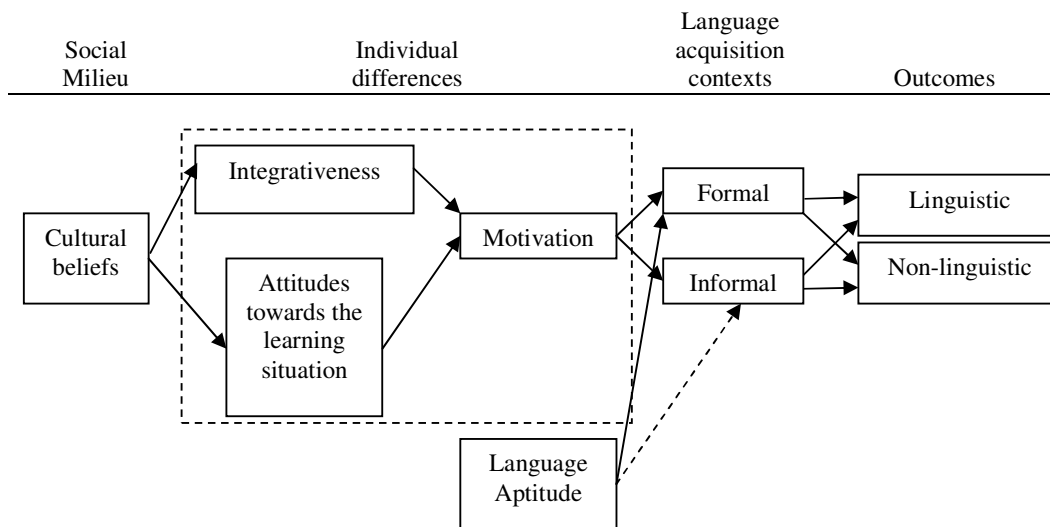 Social
Milieu
Individual
differences
Language
acquisition
contexts
Outcomes
Cultural
beliefs
Integrativeness
Attitudes
towards the
learning
situation
Motivation
Language
Aptitude
Formal
Informal
Linguistic
Non-linguistic